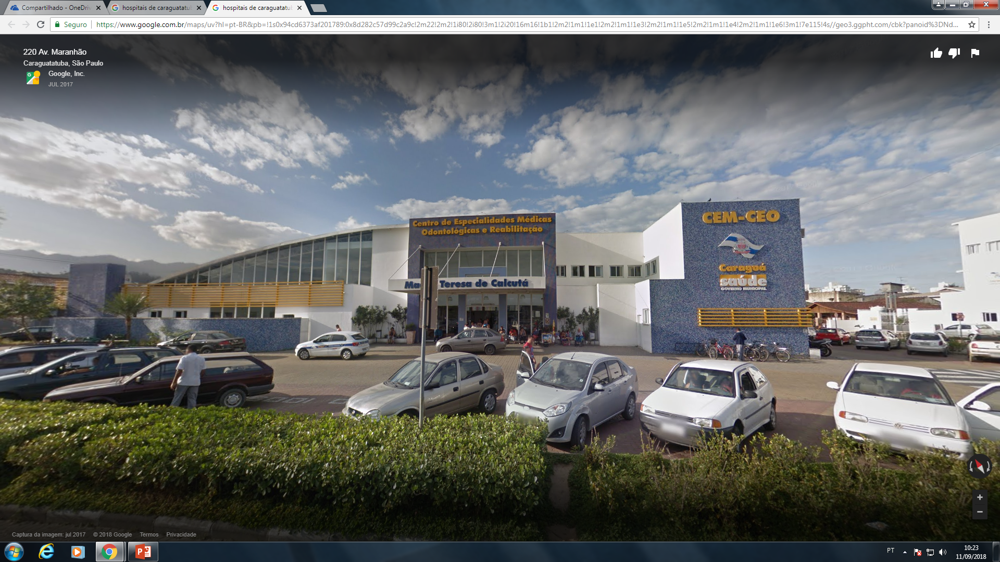 Compartilhado - OneDriv
hospitais de caraguatatub
hospitais de caraguatatub
Seguro
https://www.google.com.br/maps/uv?hl=pt-BR&pb=!1s0x94cd6373af201789:0x8d282c57d99c2a9c!2m22!2m2!1i80!2i80!3m1!2i20!16m16!1b1!2m2!1m1!1e1!2m2!1m1!1e3!2m2!1m1!1e5!2m2!1m1!1e4!2m2!1m1!1e6!3m1!7e115!4s//geo3.ggpht.com/cbk?panoid%3DNd...
220 Av. Maranhão
Caraguatatuba, São Paulo
Google, Inc.
JUL 2017
Centro de Especialidades Médicas
Odontológicas e Reabilitação
Teresa de Calcutá
CEM-CEO
Caraguá
saúde
GOVERNO MUNICIPAL
Captura da imagem: jul 2017
© 2018 Google
Termos
Privacidade
PT
10:23
11/09/2018